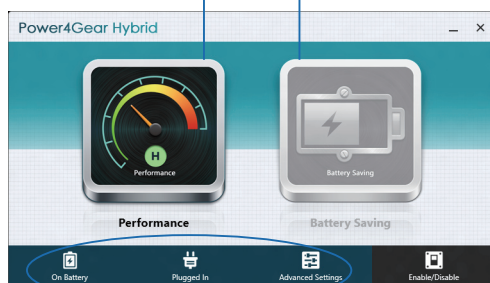 Power4Gear Hybrid
H
Performance
Battery Saving
Performance
Battery Saving
On Battery
Plugged In
Advanced Settings
Enable/Disable